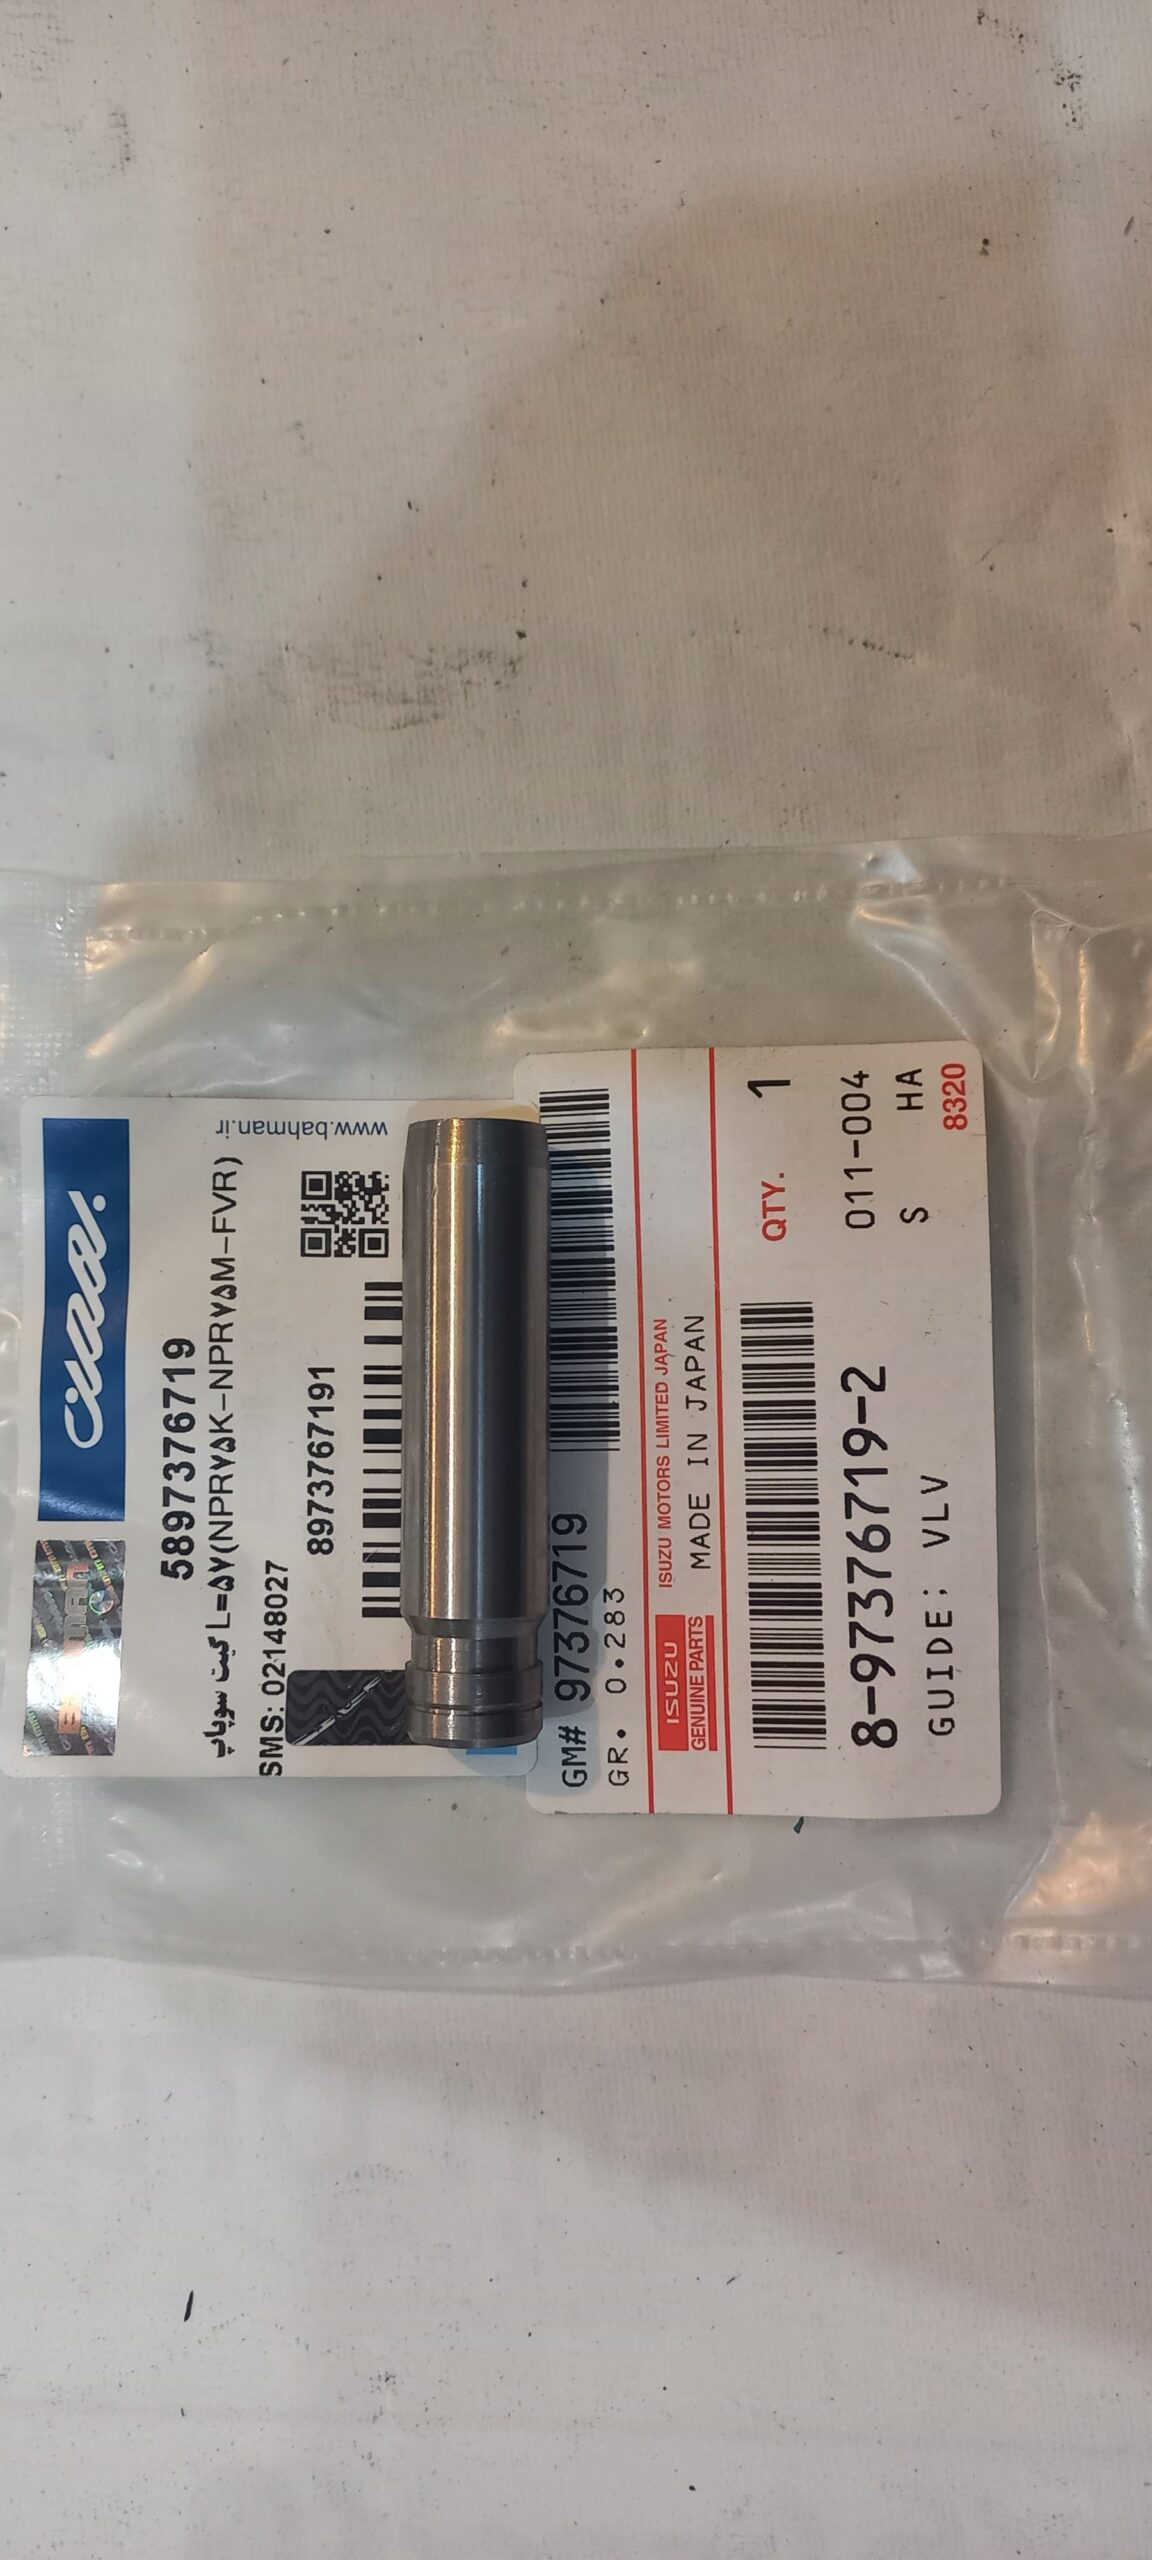 بهمن
5897376719
گیت سوپاپ L=۵۷(NPR۷۵K-NPR۷۵M-FVR)
SMS: 02148027
8973767191
www.bahman.ir
GM# 97376719
GR. 0.283
ISUZU
GENUINE PARTS
ISUZU MOTORS LIMITED JAPAN
MADE IN JAPAN
QTY. 1
8-97376719-2
011-004
GUIDE; VLV
S HA
8320